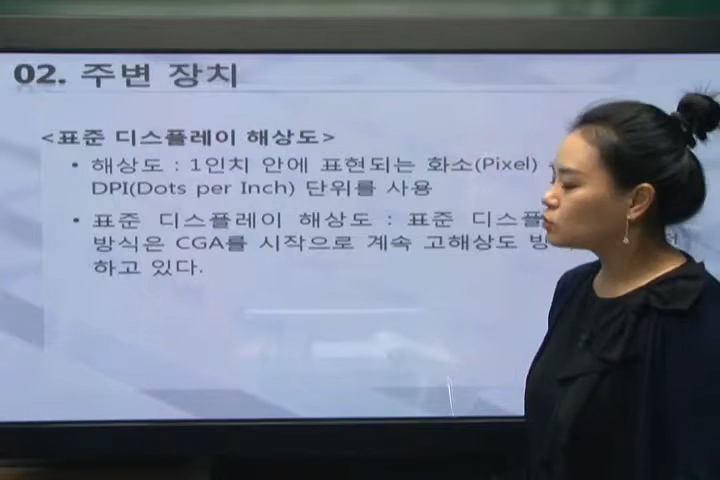 02. 주변 장치
<표준 디스플레이 해상도>
• 해상도 : 1인치 안에 표현되는 화소(Pixel)
DPI(Dots per Inch) 단위를 사용
• 표준 디스플레이 해상도 : 표준 디스플
방식은 CGA를 시작으로 계속 고해상도 방
하고 있다.